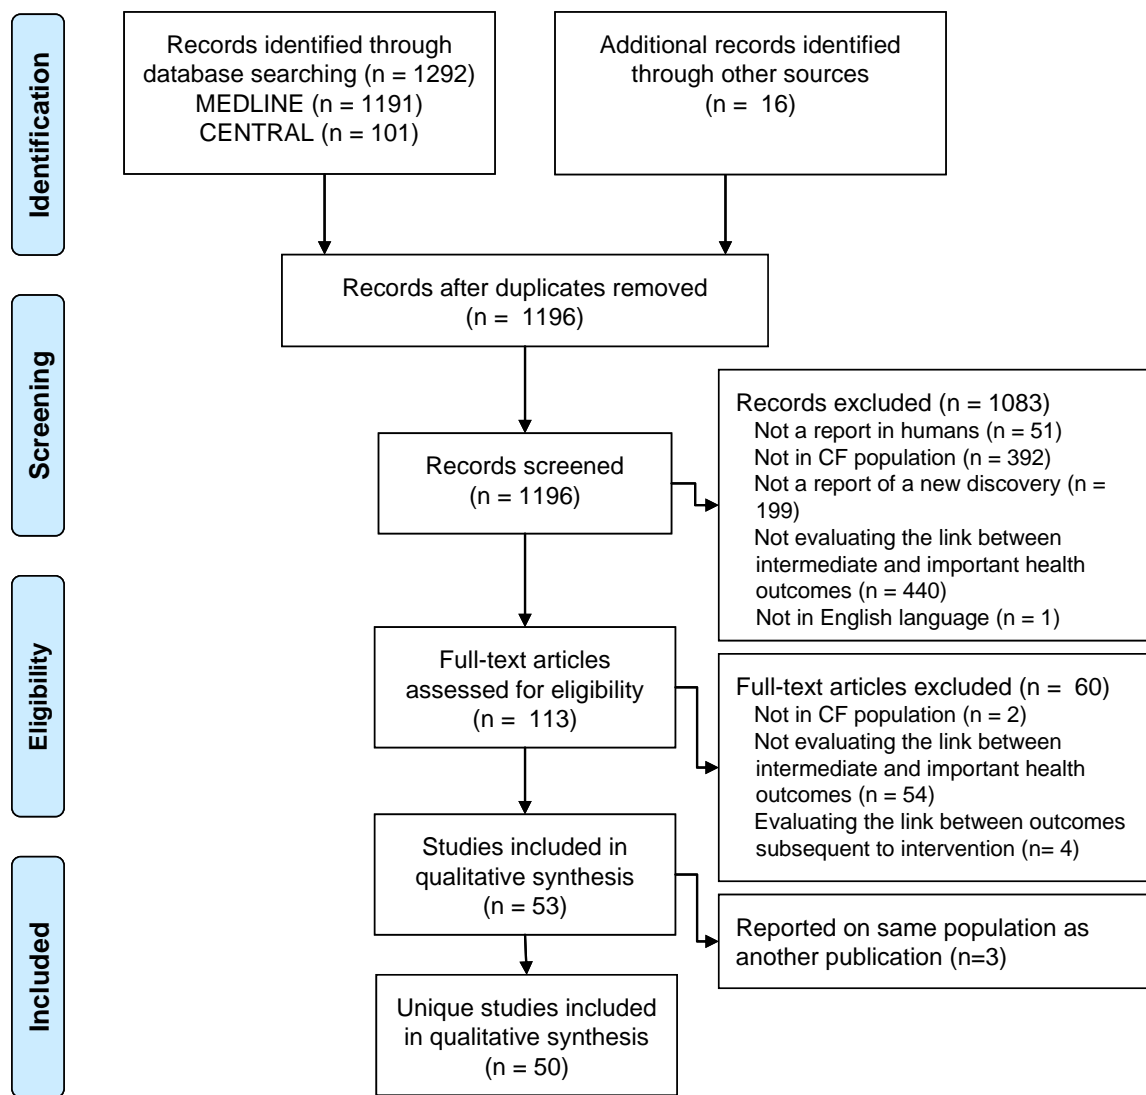 Identification
Records identified through
database searching (n = 1292)
MEDLINE (n = 1191)
CENTRAL (n = 101)
Additional records identified
through other sources
(n = 16)
Records after duplicates removed
(n = 1196)
Screening
Records screened
(n = 1196)
Records excluded (n = 1083)
Not a report in humans (n = 51)
Not in CF population (n = 392)
Not a report of a new discovery (n =
199)
Not evaluating the link between
intermediate and important health
outcomes (n = 440)
Not in English language (n = 1)
Eligibility
Full-text articles
assessed for eligibility
(n = 113)
Full-text articles excluded (n = 60)
Not in CF population (n = 2)
Not evaluating the link between
intermediate and important health
outcomes (n = 54)
Evaluating the link between outcomes
subsequent to intervention (n= 4)
Included
Studies included in
qualitative synthesis
(n = 53)
Reported on same population as
another publication (n=3)
Unique studies included
in qualitative synthesis
(n = 50)